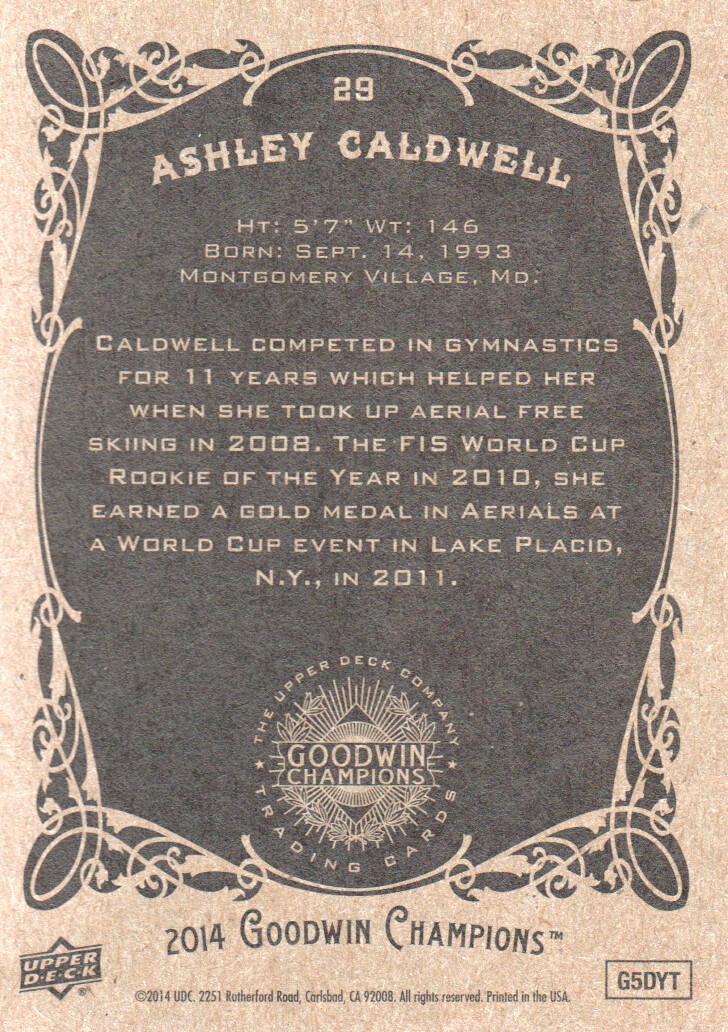 29
ASHLEY CALDWELL
HT: 5'7" WT: 146
BORN: SEPT. 14, 1993
MONTGOMERY VILLAGE, MD.
CALDWELL COMPETED IN GYMNASTICS
FOR 11 YEARS WHICH HELPED HER
WHEN SHE TOOK UP AERIAL FREE
SKIING IN 2008. THE FIS WORLD CUP
ROOKIE OF THE YEAR IN 2010, SHE
EARNED A GOLD MEDAL IN AERIALS AT
A WORLD CUP EVENT IN LAKE PLACID,
N.Y., IN 2011.
THE UPPER DECK COMPANY
GOODWIN
CHAMPIONS
★ TRADING CARDS ★
2014 GOODWIN CHAMPIONS™
UPPER
D·E·C·K
®
©2014 UDC. 2251 Rutherford Road, Carlsbad, CA 92008. All rights reserved. Printed in the USA.
G5DYT